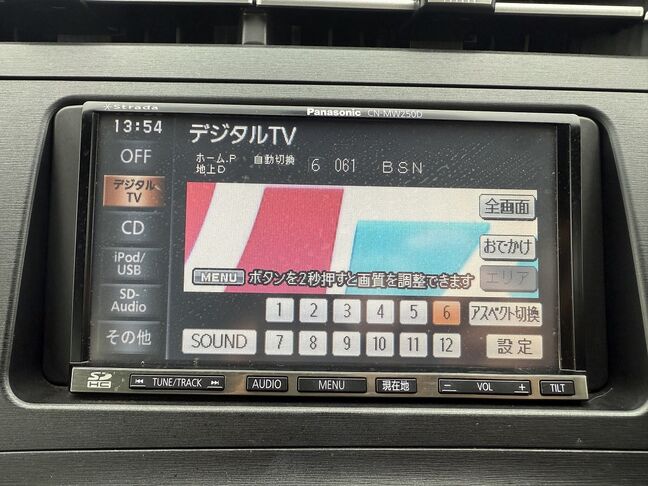 Strada
Panasonic CN-MW250D
13:54
デジタルTV
OFF
ホーム.P 自動切換 6 061 BSN
地上D
デジタル
TV
全画面
CD
おでかけ
iPod/
USB
MENU ボタンを2秒押すと画質を調整できます
エリア
SD-
Audio
1 2 3 4 5 6 アスペクト切換
その他
SOUND 7 8 9 10 11 12 設定
SD HC TUNE/TRACK AUDIO MENU 現在地 − VOL + TILT